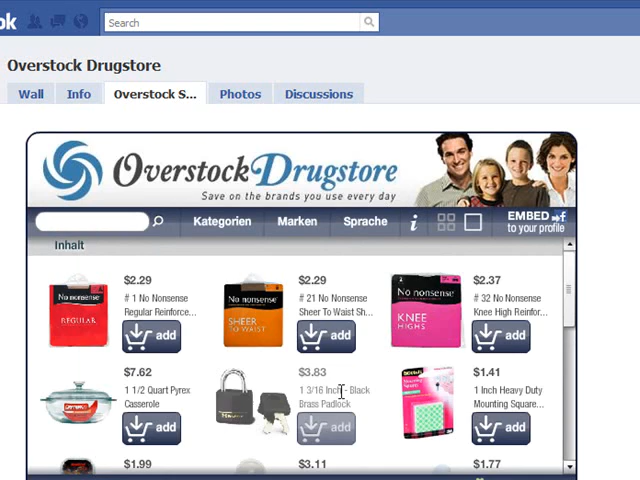 ok
Search
Overstock Drugstore
Wall Info Overstock S... Photos Discussions
OverstockDrugstore
Save on the brands you use every day
Kategorien Marken Sprache i EMBED
to your profile
Inhalt
$2.29 $2.29 $2.37
No nonsense No nonsense No nonsense
# 1 No Nonsense # 21 No Nonsense # 32 No Nonsense
Regular Reinforce... Sheer To Waist Sh... Knee High Reinfor...
REGULAR SHEER TO WAIST KNEE HIGHS
add add add
$7.62 $3.83 $1.41
1 1/2 Quart Pyrex 1 3/16 Inch - Black 1 Inch Heavy Duty
Casserole Brass Padlock Mounting Square...
add add add
$1.99 $3.11 $1.77